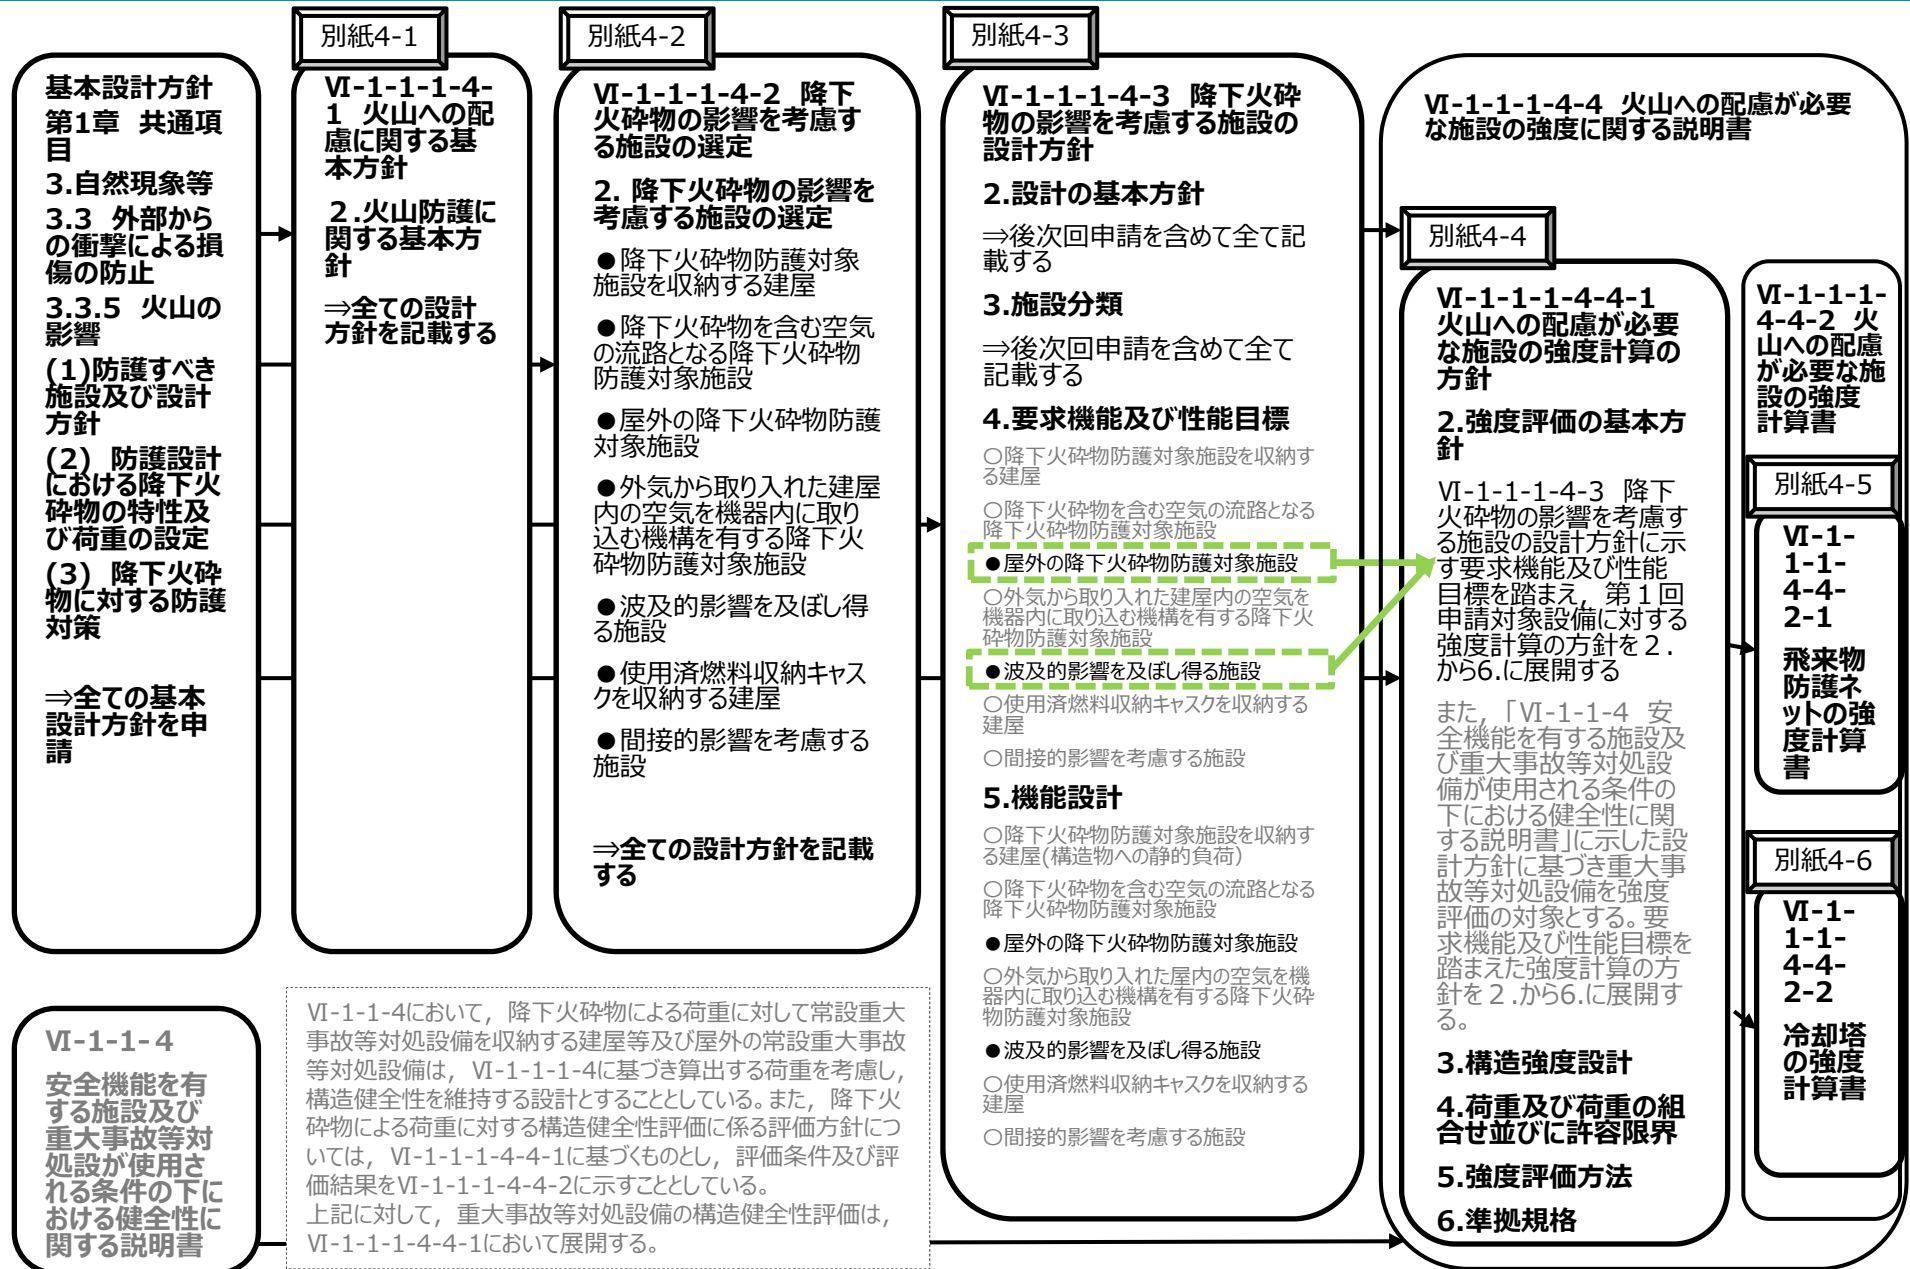 別紙4-1
別紙4-2
別紙4-3
基本設計方針
第1章 共通項
目
3.自然現象等
3.3 外部から
の衝撃による損
傷の防止
3.3.5 火山の
影響
(1)防護すべき
施設及び設計
方針
(2) 防護設計
における降下火
砕物の特性及
び荷重の設定
(3) 降下火砕
物に対する防護
対策
⇒全ての基本
設計方針を申
請
Ⅵ-1-1-1-4-
1 火山への配
慮に関する基
本方針
２.火山防護に
関する基本方
針
⇒全ての設計
方針を記載する
Ⅵ-1-1-1-4-2 降下
火砕物の影響を考慮す
る施設の選定
2. 降下火砕物の影響を
考慮する施設の選定
●降下火砕物防護対象
施設を収納する建屋
●降下火砕物を含む空気
の流路となる降下火砕物
防護対象施設
●屋外の降下火砕物防護
対象施設
●外気から取り入れた建屋
内の空気を機器内に取り
込む機構を有する降下火
砕物防護対象施設
●波及的影響を及ぼし得
る施設
●使用済燃料収納キャス
クを収納する建屋
●間接的影響を考慮する
施設
⇒全ての設計方針を記載
する
Ⅵ-1-1-1-4-3 降下火砕
物の影響を考慮する施設の
設計方針
2.設計の基本方針
⇒後次回申請を含めて全て記
載する
3.施設分類
⇒後次回申請を含めて全て
記載する
4.要求機能及び性能目標
○降下火砕物防護対象施設を収納す
る建屋
○降下火砕物を含む空気の流路となる
降下火砕物防護対象施設
●屋外の降下火砕物防護対象施設
○外気から取り入れた建屋内の空気を
機器内に取り込む機構を有する降下火
砕物防護対象施設
●波及的影響を及ぼし得る施設
○使用済燃料収納キャスクを収納する
建屋
○間接的影響を考慮する施設
5.機能設計
○降下火砕物防護対象施設を収納す
る建屋(構造物への静的負荷)
○降下火砕物を含む空気の流路となる
降下火砕物防護対象施設
●屋外の降下火砕物防護対象施設
○外気から取り入れた屋内の空気を機
器内に取り込む機構を有する降下火砕
物防護対象施設
●波及的影響を及ぼし得る施設
○使用済燃料収納キャスクを収納する
建屋
○間接的影響を考慮する施設
Ⅵ-1-1-1-4-4 火山への配慮が必要
な施設の強度に関する説明書
別紙4-4
Ⅵ-1-1-1-4-4-1
火山への配慮が必要
な施設の強度計算の
方針
2.強度評価の基本方
針
Ⅵ-1-1-1-4-3 降下
火砕物の影響を考慮す
る施設の設計方針に示
す要求機能及び性能
目標を踏まえ，第１回
申請対象設備に対する
強度計算の方針を２.
から6.に展開する
また，「Ⅵ-1-1-4 安
全機能を有する施設及
び重大事故等対処設
備が使用される条件の
下における健全性に関
する説明書」に示した設
計方針に基づき重大事
故等対処設備を強度
評価の対象とする。要
求機能及び性能目標を
踏まえた強度計算の方
針を２.から6.に展開す
る。
3.構造強度設計
4.荷重及び荷重の組
合せ並びに許容限界
5.強度評価方法
6.準拠規格
Ⅵ-1-1-1-
4-4-2 火
山への配慮
が必要な施
設の強度
計算書
別紙4-5
Ⅵ-1-
1-1-
4-4-
2-1
飛来物
防護ネ
ットの強
度計算
書
別紙4-6
Ⅵ-1-
1-1-
4-4-
2-2
冷却塔
の強度
計算書
Ⅵ-1-1-４
安全機能を有
する施設及び
重大事故等対
処設が使用さ
れる条件の下に
おける健全性に
関する説明書
Ⅵ-1-1-4において，降下火砕物による荷重に対して常設重大
事故等対処設備を収納する建屋等及び屋外の常設重大事故
等対処設備は，Ⅵ-1-1-1-4に基づき算出する荷重を考慮し，
構造健全性を維持する設計とすることとしている。また，降下火
砕物による荷重に対する構造健全性評価に係る評価方針につ
いては，Ⅵ-1-1-1-4-4-1に基づくものとし，評価条件及び評
価結果をⅥ-1-1-1-4-4-2に示すこととしている。
上記に対して，重大事故等対処設備の構造健全性評価は，
Ⅵ-1-1-1-4-4-1において展開する。